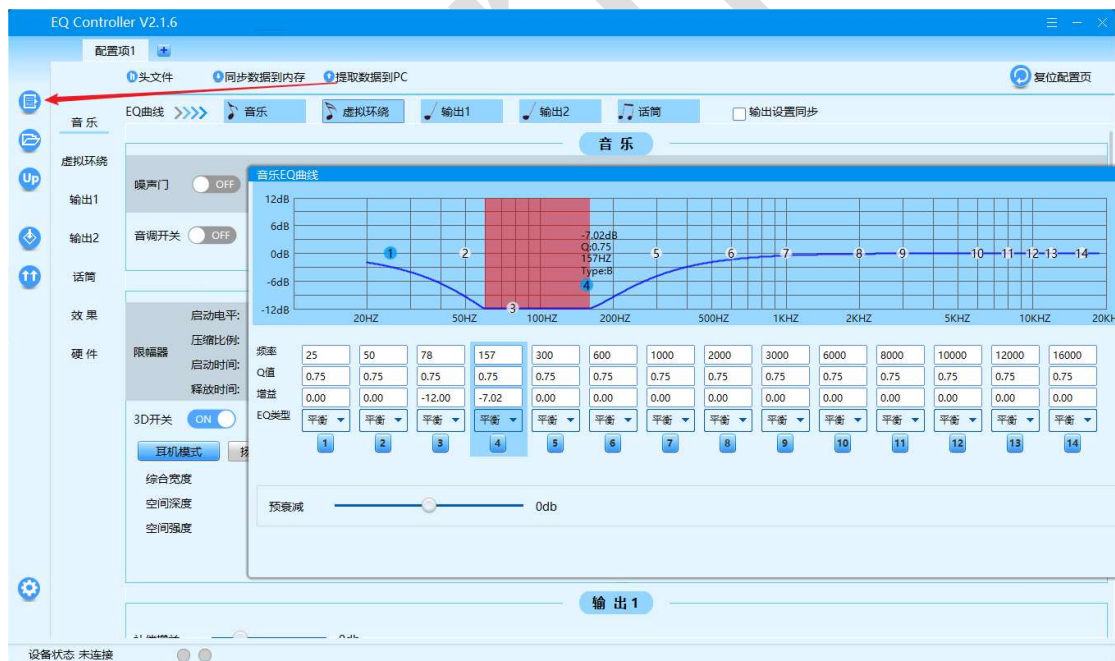 EQ Controller V2.1.6
配置项1
头文件 同步数据到内存 提取数据到PC 复位配置页
EQ曲线 音乐 虚拟环绕 输出1 输出2 话筒 输出设置同步
音乐
虚拟环绕
输出1
输出2
话筒
效果
硬件
Up
音乐
噪声门 OFF
音调开关 OFF
限幅器
启动电平:
压缩比例:
启动时间:
释放时间:
3D开关 ON
耳机模式
综合宽度
空间深度
空间强度
音乐EQ曲线
12dB
6dB
0dB
-6dB
-12dB
1 2 3 4 5 6 7 8 9 10 11 12 13 14
-7.02dB
Q:0.75
157HZ
Type:B
20HZ 50HZ 100HZ 200HZ 500HZ 1KHZ 2KHZ 5KHZ 10KHZ 20KH
频率 25 50 78 157 300 600 1000 2000 3000 6000 8000 10000 12000 16000
Q值 0.75 0.75 0.75 0.75 0.75 0.75 0.75 0.75 0.75 0.75 0.75 0.75 0.75 0.75
增益 0.00 0.00 -12.00 -7.02 0.00 0.00 0.00 0.00 0.00 0.00 0.00 0.00 0.00 0.00
EQ类型 平衡 平衡 平衡 平衡 平衡 平衡 平衡 平衡 平衡 平衡 平衡 平衡 平衡 平衡
1 2 3 4 5 6 7 8 9 10 11 12 13 14
预衰减 0db
输出1
设备状态 未连接